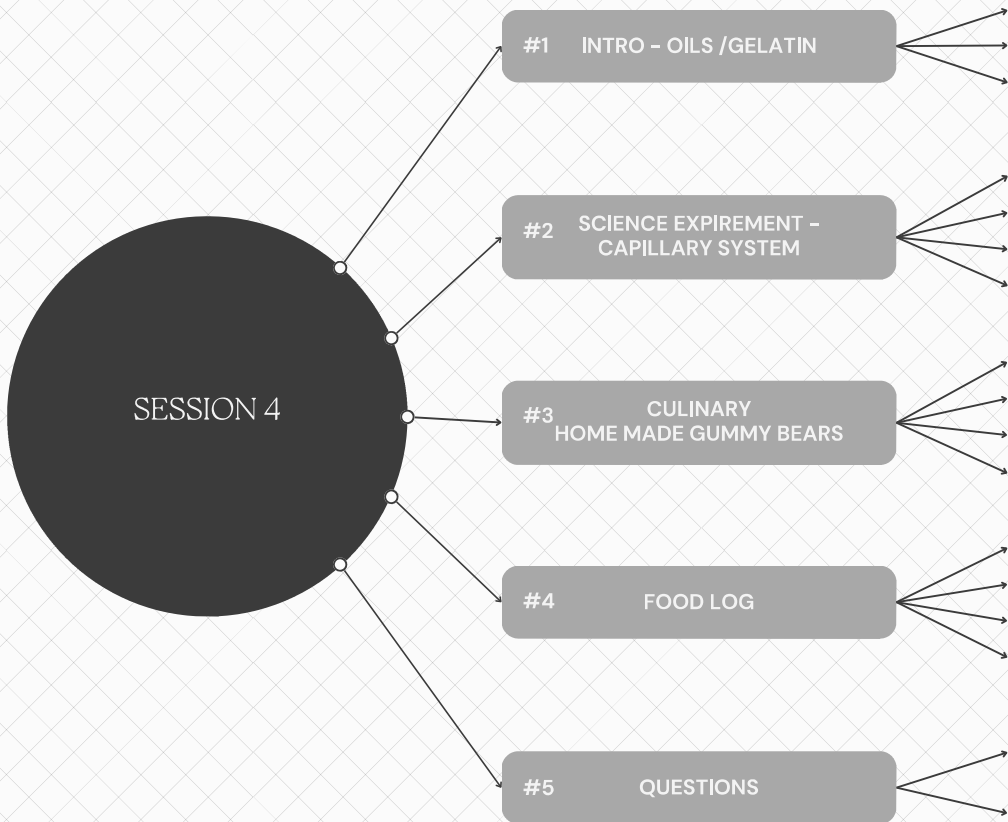 SESSION 4
#1 INTRO - OILS /GELATIN
#2 SCIENCE EXPIREMENT -
CAPILLARY SYSTEM
#3 CULINARY
HOME MADE GUMMY BEARS
#4 FOOD LOG
#5 QUESTIONS